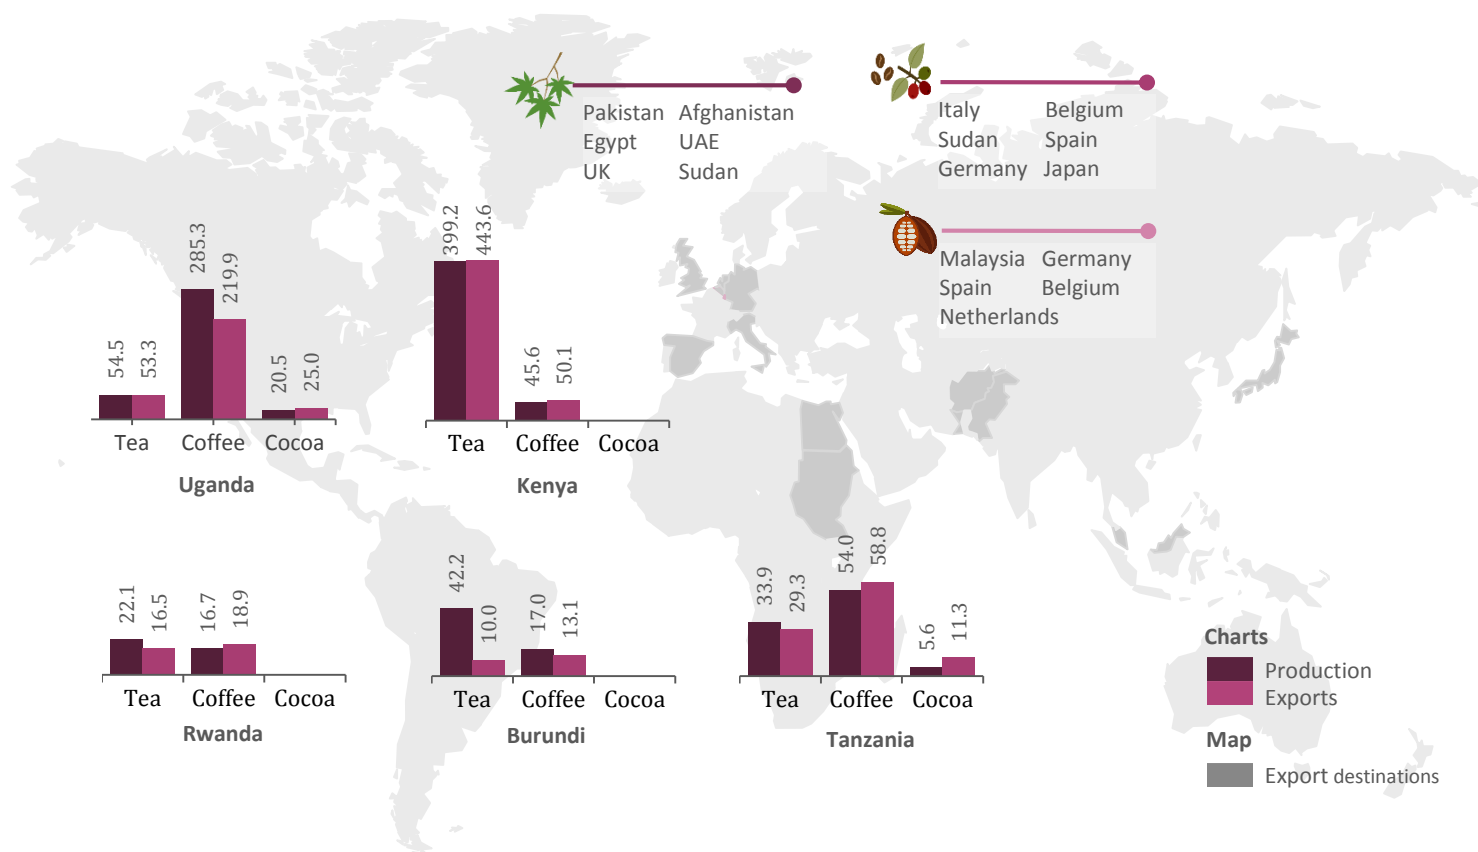 Pakistan Afghanistan
Egypt UAE
UK Sudan
Italy Belgium
Sudan Spain
Germany Japan
Malaysia Germany
Spain Belgium
Netherlands
54.5 53.3 285.3 219.9 20.5 25.0
Tea Coffee Cocoa
Uganda
399.2 443.6 45.6 50.1
Tea Coffee Cocoa
Kenya
22.1 16.5 16.7 18.9
Tea Coffee Cocoa
Rwanda
42.2 10.0 17.0 13.1
Tea Coffee Cocoa
Burundi
33.9 29.3 54.0 58.8 5.6 11.3
Tea Coffee Cocoa
Tanzania
Charts
Production
Exports
Map
Export destinations